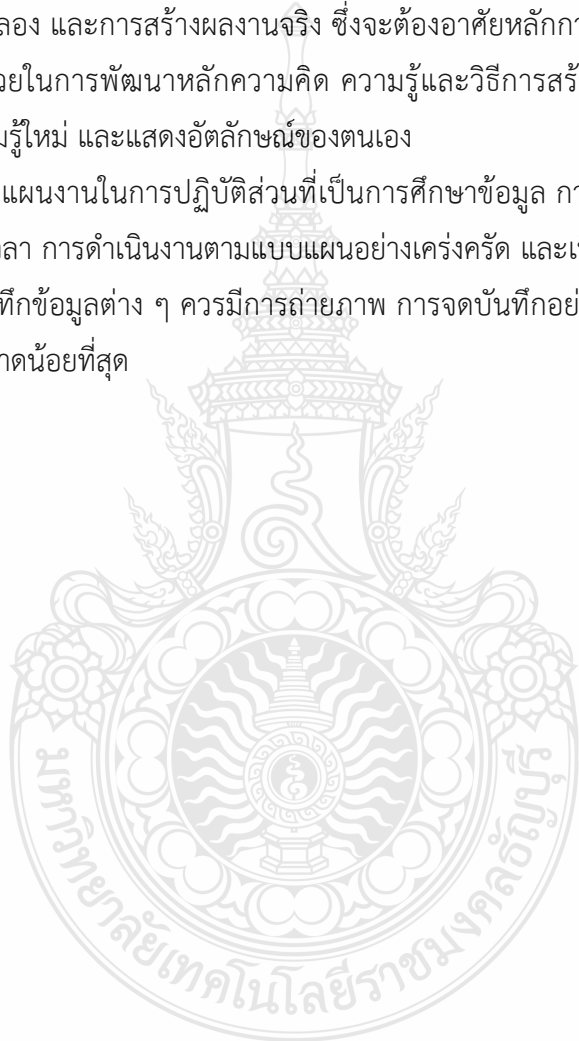 ลอง และการสร้างผลงานจริง ซึ่งจะต้องอาศัยหลักกา
วยในการพัฒนาหลักความคิด ความรู้และวิธีการสร้
มรู้ใหม่ และแสดงอัตลักษณ์ของตนเอง
แผนงานในการปฏิบัติส่วนที่เป็นการศึกษาข้อมูล กา
วลา การดำเนินงานตามแบบแผนอย่างเคร่งครัด และเ
ทึกข้อมูลต่าง ๆ ควรมีการถ่ายภาพ การจดบันทึกอย่
าดน้อยที่สุด
มหาวิทยาลัยเทคโนโลยีราชมงคลธัญบุรี